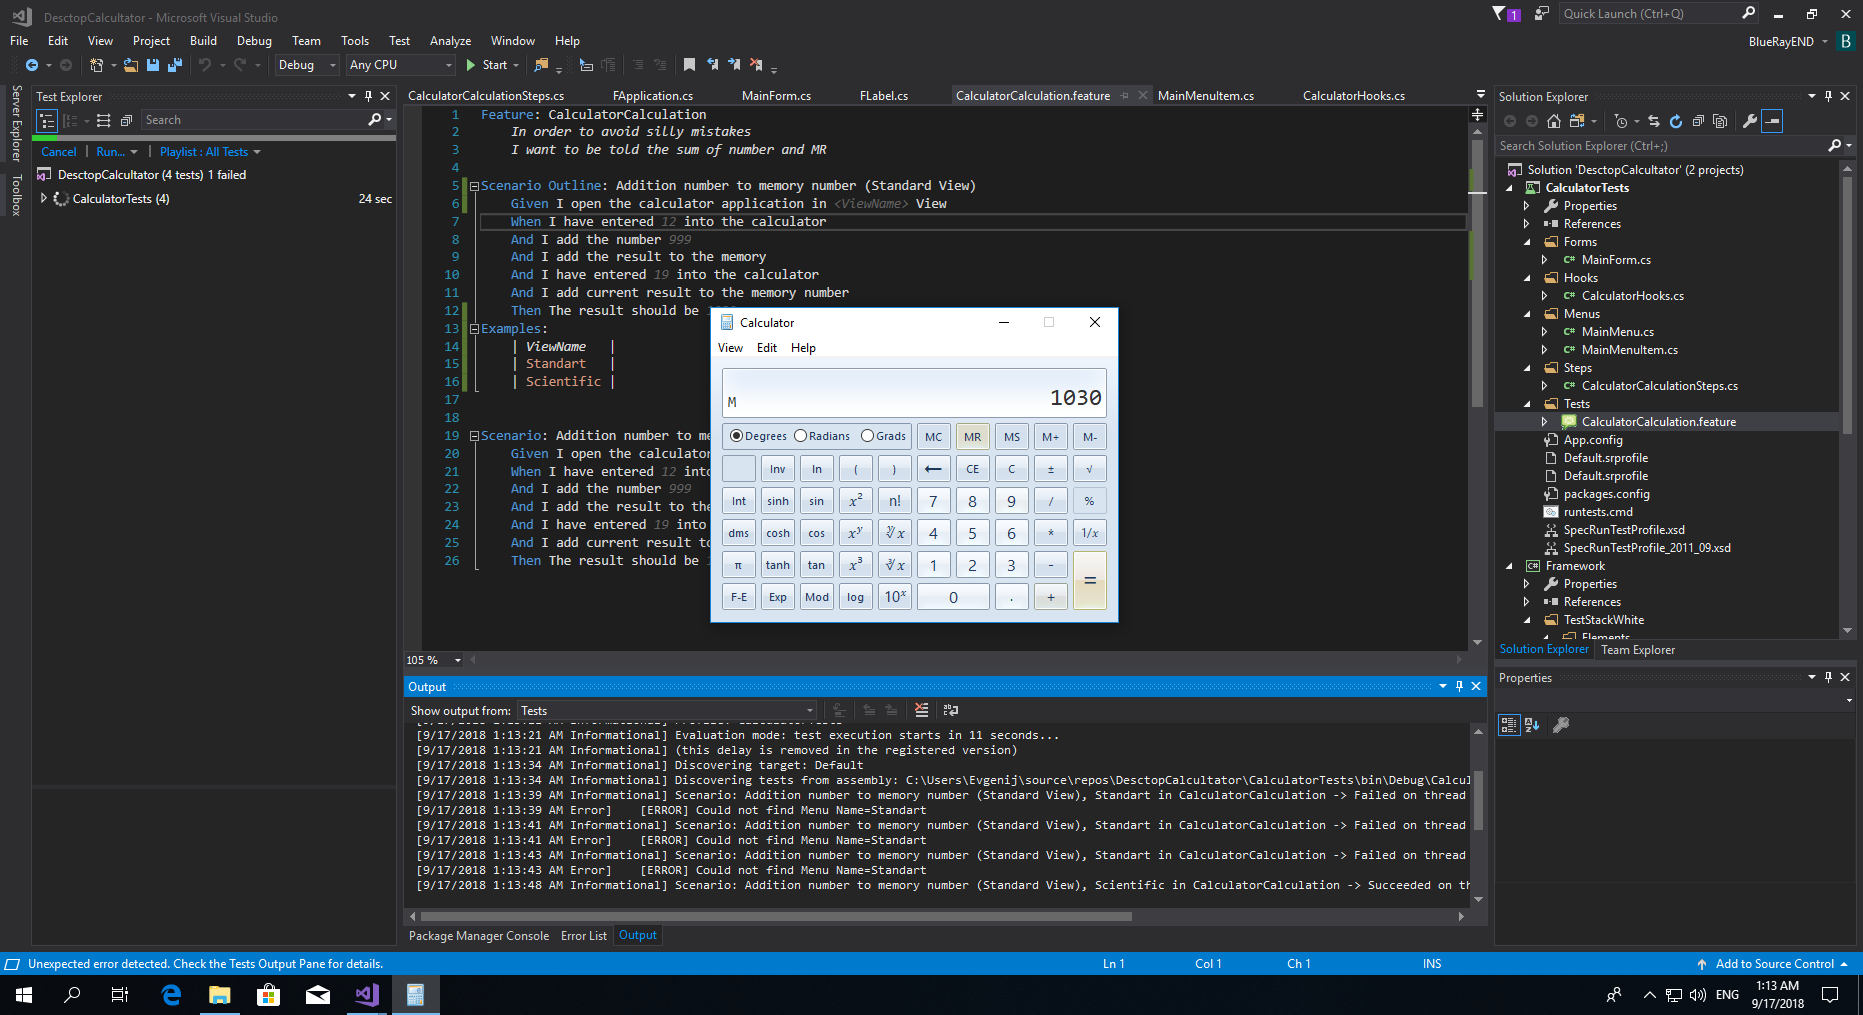 DesctopCalcultator - Microsoft Visual Studio
1
Quick Launch (Ctrl+Q)
File Edit View Project Build Debug Team Tools Test Analyze Window Help
BlueRayEND B
Debug Any CPU Start
Server Explorer
Toolbox
Test Explorer
Search
Cancel | Run... | Playlist : All Tests
DesctopCalcultator (4 tests) 1 failed
CalculatorTests (4) 24 sec
CalculatorCalculationSteps.cs FApplication.cs MainForm.cs FLabel.cs CalculatorCalculation.feature MainMenuItem.cs CalculatorHooks.cs
1 Feature: CalculatorCalculation
2 In order to avoid silly mistakes
3 I want to be told the sum of number and MR
4
5 Scenario Outline: Addition number to memory number (Standard View)
6 Given I open the calculator application in <ViewName> View
7 When I have entered 12 into the calculator
8 And I add the number 999
9 And I add the result to the memory
10 And I have entered 19 into the calculator
11 And I add current result to the memory number
12 Then The result should be
13 Examples:
14 | ViewName |
15 | Standart |
16 | Scientific |
17
18
19 Scenario: Addition number to me
20 Given I open the calculator
21 When I have entered 12 into
22 And I add the number 999
23 And I add the result to the
24 And I have entered 19 into
25 And I add current result to
26 Then The result should be
Calculator
View Edit Help
M 1030
Degrees Radians Grads MC MR MS M+ M-
Inv ln ( ) ← CE C ± √
Int sinh sin x² n! 7 8 9 / %
dms cosh cos xʸ ʸ√x 4 5 6 * 1/x
π tanh tan x³ ³√x 1 2 3 - =
F-E Exp Mod log 10ˣ 0 . +
105 %
Output
Show output from: Tests
[9/17/2018 1:13:21 AM Informational] Evaluation mode: test execution starts in 11 seconds...
[9/17/2018 1:13:21 AM Informational] (this delay is removed in the registered version)
[9/17/2018 1:13:34 AM Informational] Discovering target: Default
[9/17/2018 1:13:34 AM Informational] Discovering tests from assembly: C:\Users\Evgenij\source\repos\DesctopCalcultator\CalculatorTests\bin\Debug\Calcul
[9/17/2018 1:13:39 AM Informational] Scenario: Addition number to memory number (Standard View), Standart in CalculatorCalculation -> Failed on thread
[9/17/2018 1:13:39 AM Error] [ERROR] Could not find Menu Name=Standart
[9/17/2018 1:13:41 AM Informational] Scenario: Addition number to memory number (Standard View), Standart in CalculatorCalculation -> Failed on thread
[9/17/2018 1:13:41 AM Error] [ERROR] Could not find Menu Name=Standart
[9/17/2018 1:13:43 AM Informational] Scenario: Addition number to memory number (Standard View), Standart in CalculatorCalculation -> Failed on thread
[9/17/2018 1:13:43 AM Error] [ERROR] Could not find Menu Name=Standart
[9/17/2018 1:13:48 AM Informational] Scenario: Addition number to memory number (Standard View), Scientific in CalculatorCalculation -> Succeeded on th
Package Manager Console Error List Output
Solution Explorer
Search Solution Explorer (Ctrl+;)
Solution 'DesctopCalcultator' (2 projects)
CalculatorTests
Properties
References
Forms
C# MainForm.cs
Hooks
C# CalculatorHooks.cs
Menus
C# MainMenu.cs
C# MainMenuItem.cs
Steps
C# CalculatorCalculationSteps.cs
Tests
CalculatorCalculation.feature
App.config
Default.srprofile
Default.srprofile
packages.config
runtests.cmd
SpecRunTestProfile.xsd
SpecRunTestProfile_2011_09.xsd
C# Framework
Properties
References
TestStackWhite
Elements
Solution Explorer Team Explorer
Properties
Unexpected error detected. Check the Tests Output Pane for details.
Ln 1 Col 1 Ch 1 INS
Add to Source Control
ENG
1:13 AM
9/17/2018